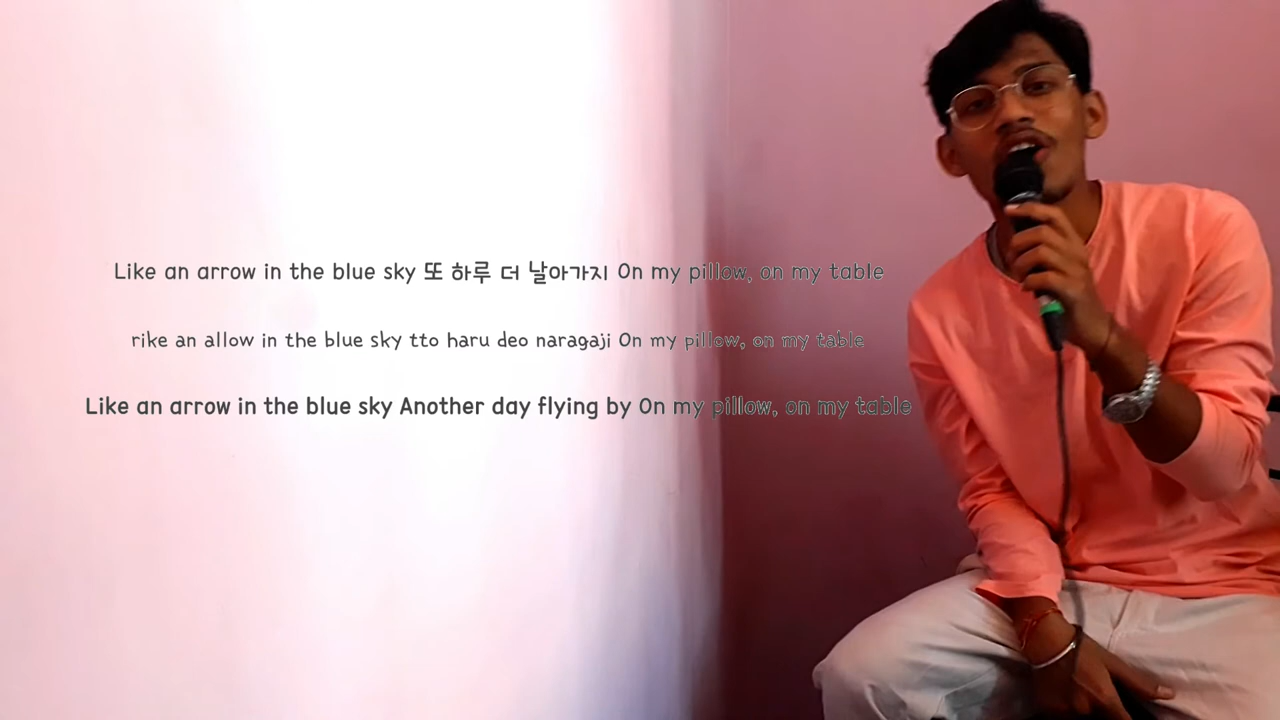 Like an arrow in the blue sky 또 하루 더 날아가지 On my pillow, on my table
rike an allow in the blue sky tto haru deo naragaji On my pillow, on my table
Like an arrow in the blue sky Another day flying by On my pillow, on my table